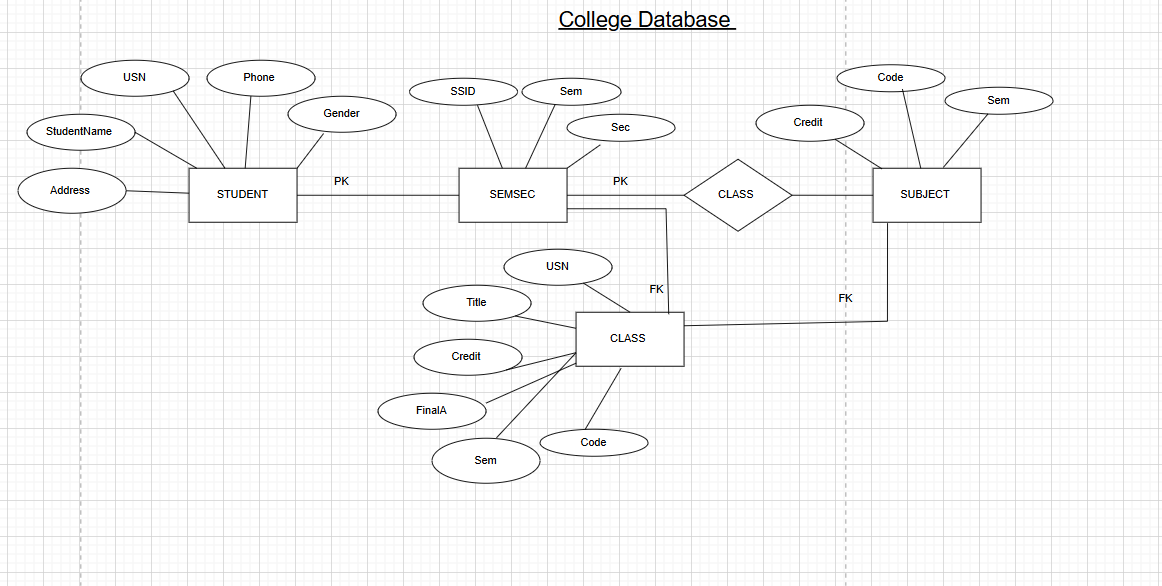 College Database
USN
Phone
Gender
StudentName
Address
STUDENT
PK
SSID
Sem
Sec
SEMSEC
PK
CLASS
Code
Sem
Credit
SUBJECT
FK
FK
USN
Title
Credit
FinalA
Sem
Code
CLASS